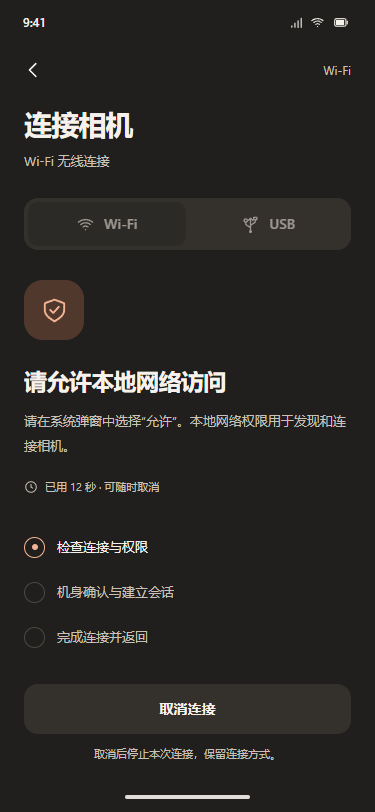 9:41
Wi-Fi
连接相机
Wi-Fi 无线连接
Wi-Fi
USB
请允许本地网络访问
请在系统弹窗中选择“允许”。本地网络权限用于发现和连
接相机。
已用 12 秒 · 可随时取消
检查连接与权限
机身确认与建立会话
完成连接并返回
取消连接
取消后停止本次连接，保留连接方式。